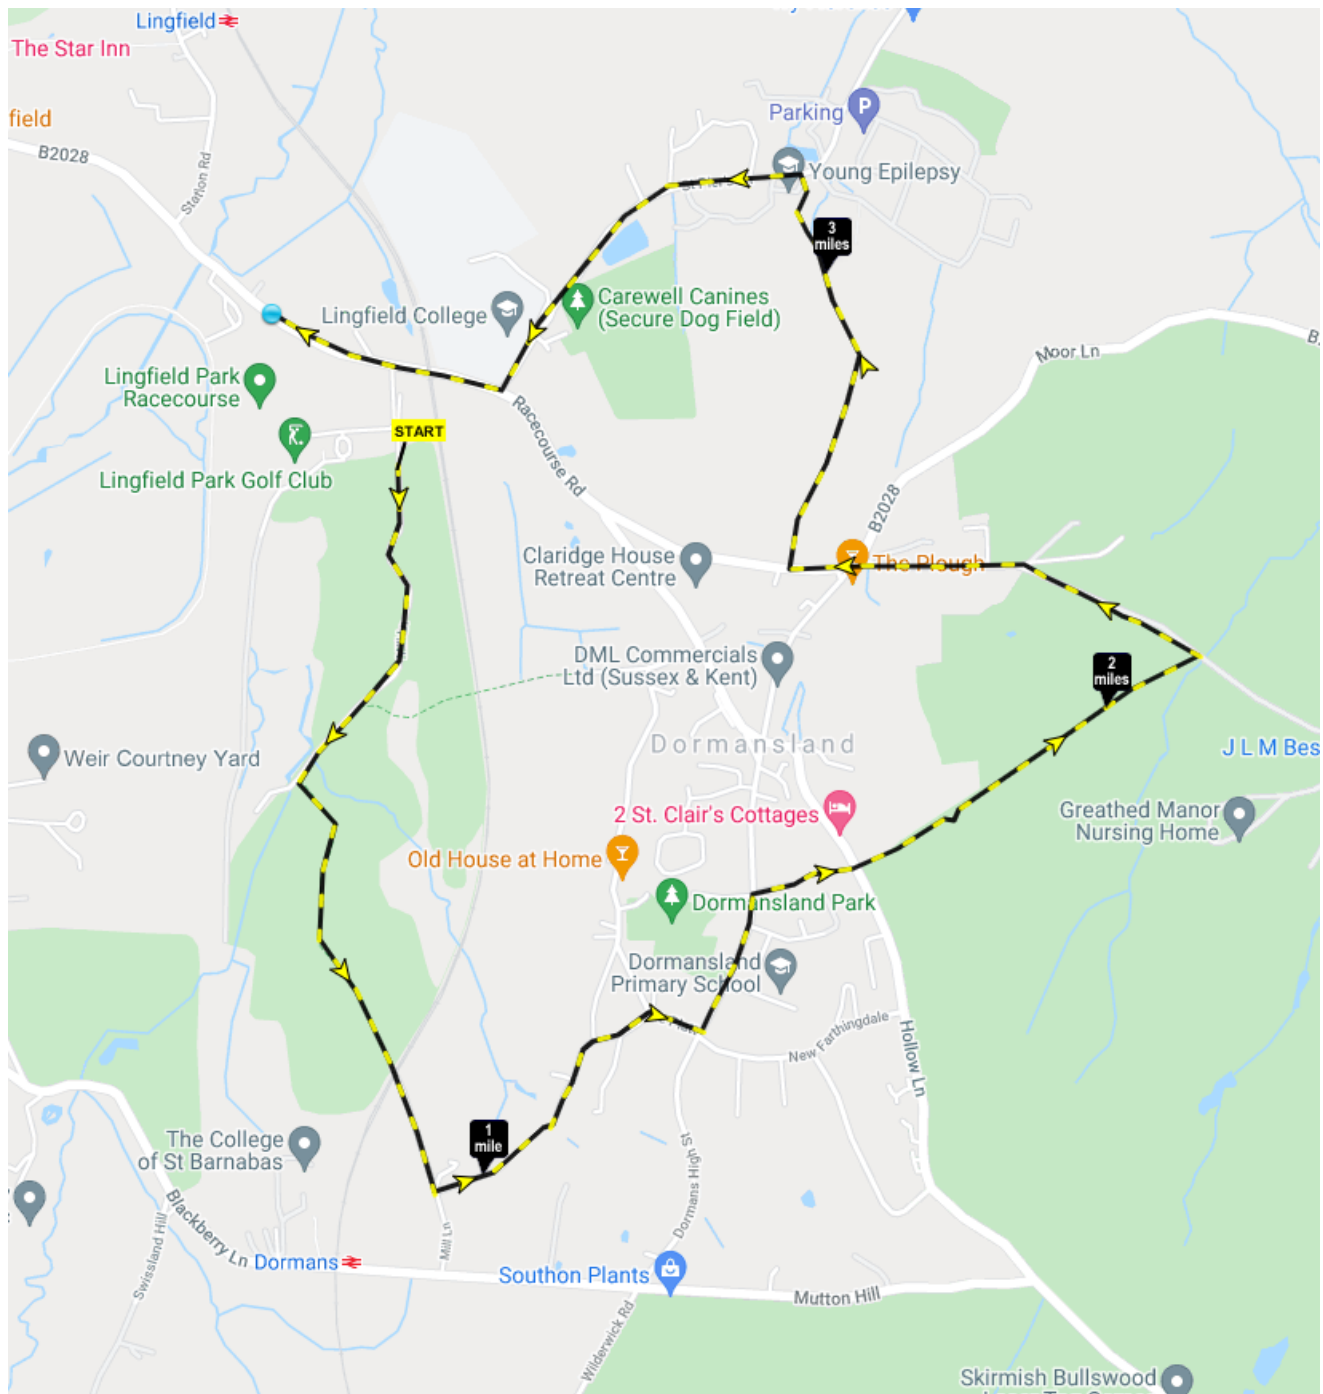 Lingfield
The Star Inn
field
B2028
Station Rd
Parking
P
Young Epilepsy
3
miles
Carewell Canines
(Secure Dog Field)
Lingfield College
Moor Ln
Lingfield Park
Racecourse
START
Racecourse Rd
Lingfield Park Golf Club
B2028
Claridge House
Retreat Centre
The Plough
DML Commercials
Ltd (Sussex & Kent)
2
miles
Dormansland
Weir Courtney Yard
J L M Bes
2 St. Clair's Cottages
Greathed Manor
Nursing Home
Old House at Home
Dormansland Park
Dormansland
Primary School
New Farthingdale
Hollow Ln
1
mile
The College
of St Barnabas
Dormans High St
Blackberry Ln
Swissland Hill
Mill Ln
Dormans
Southon Plants
Mutton Hill
Wilderwick Rd
Skirmish Bullswood